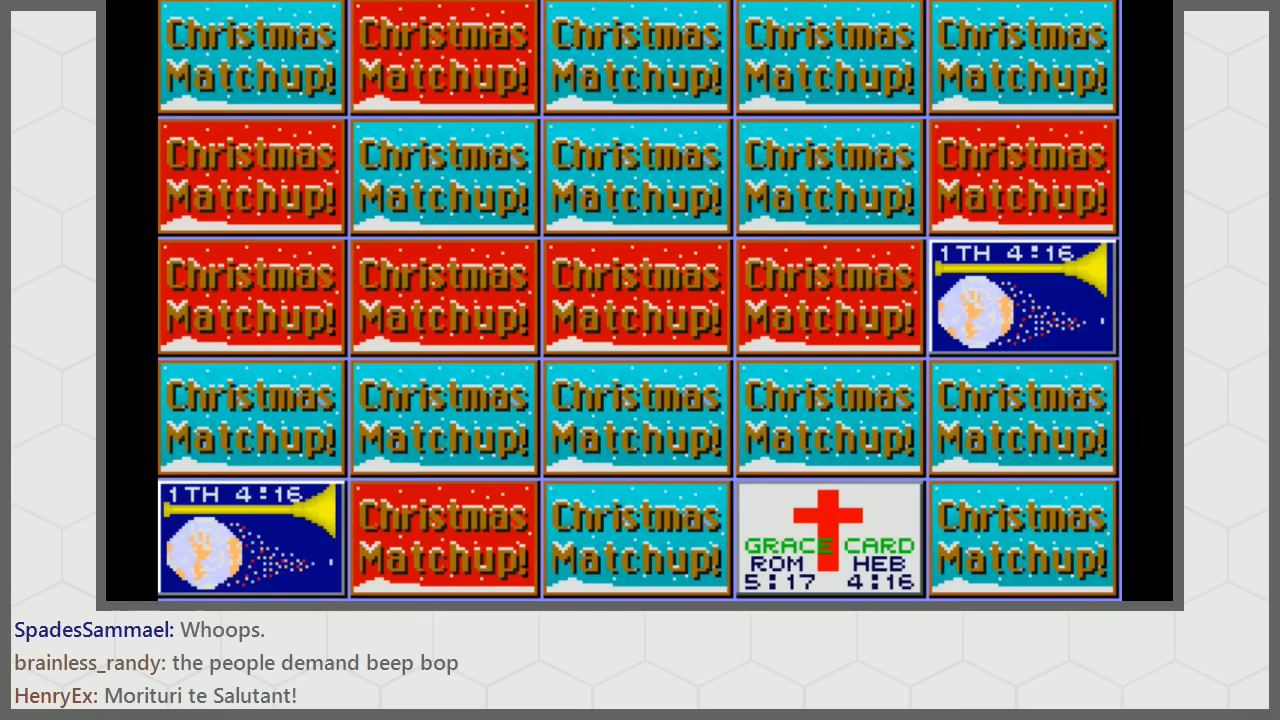 Christmas Christmas Christmas Christmas Christmas
Matchup! Matchup! Matchup! Matchup! Matchup!
Christmas Christmas Christmas Christmas Christmas
Matchup! Matchup! Matchup! Matchup! Matchup!
Christmas Christmas Christmas Christmas 1TH 4:16
Matchup! Matchup! Matchup! Matchup!
Christmas Christmas Christmas Christmas Christmas
Matchup! Matchup! Matchup! Matchup! Matchup!
1TH 4:16 Christmas Christmas GRACE CARD Christmas
Matchup! Matchup! ROM HEB Matchup!
5:17 4:16
SpadesSammael: Whoops.
brainless_randy: the people demand beep bop
HenryEx: Morituri te Salutant!